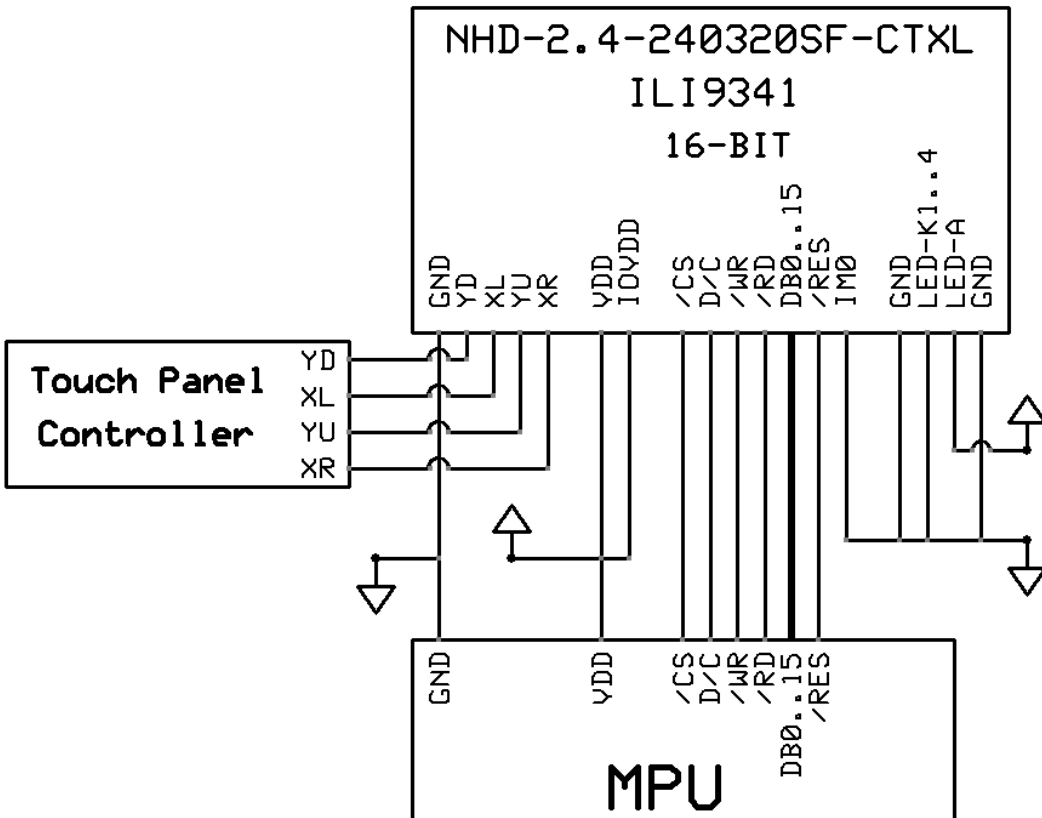 NHD-2.4-240320SF-CTXL
ILI9341
16-BIT
GND
YD
XL
YU
XR
VDD
IOVDD
/CS
D/C
/WR
/RD
DB0..15
/RES
IM0
GND
LED-K1..4
LED-A
GND
Touch Panel
Controller
YD
XL
YU
XR
GND
VDD
/CS
D/C
/WR
/RD
DB0..15
/RES
MPU